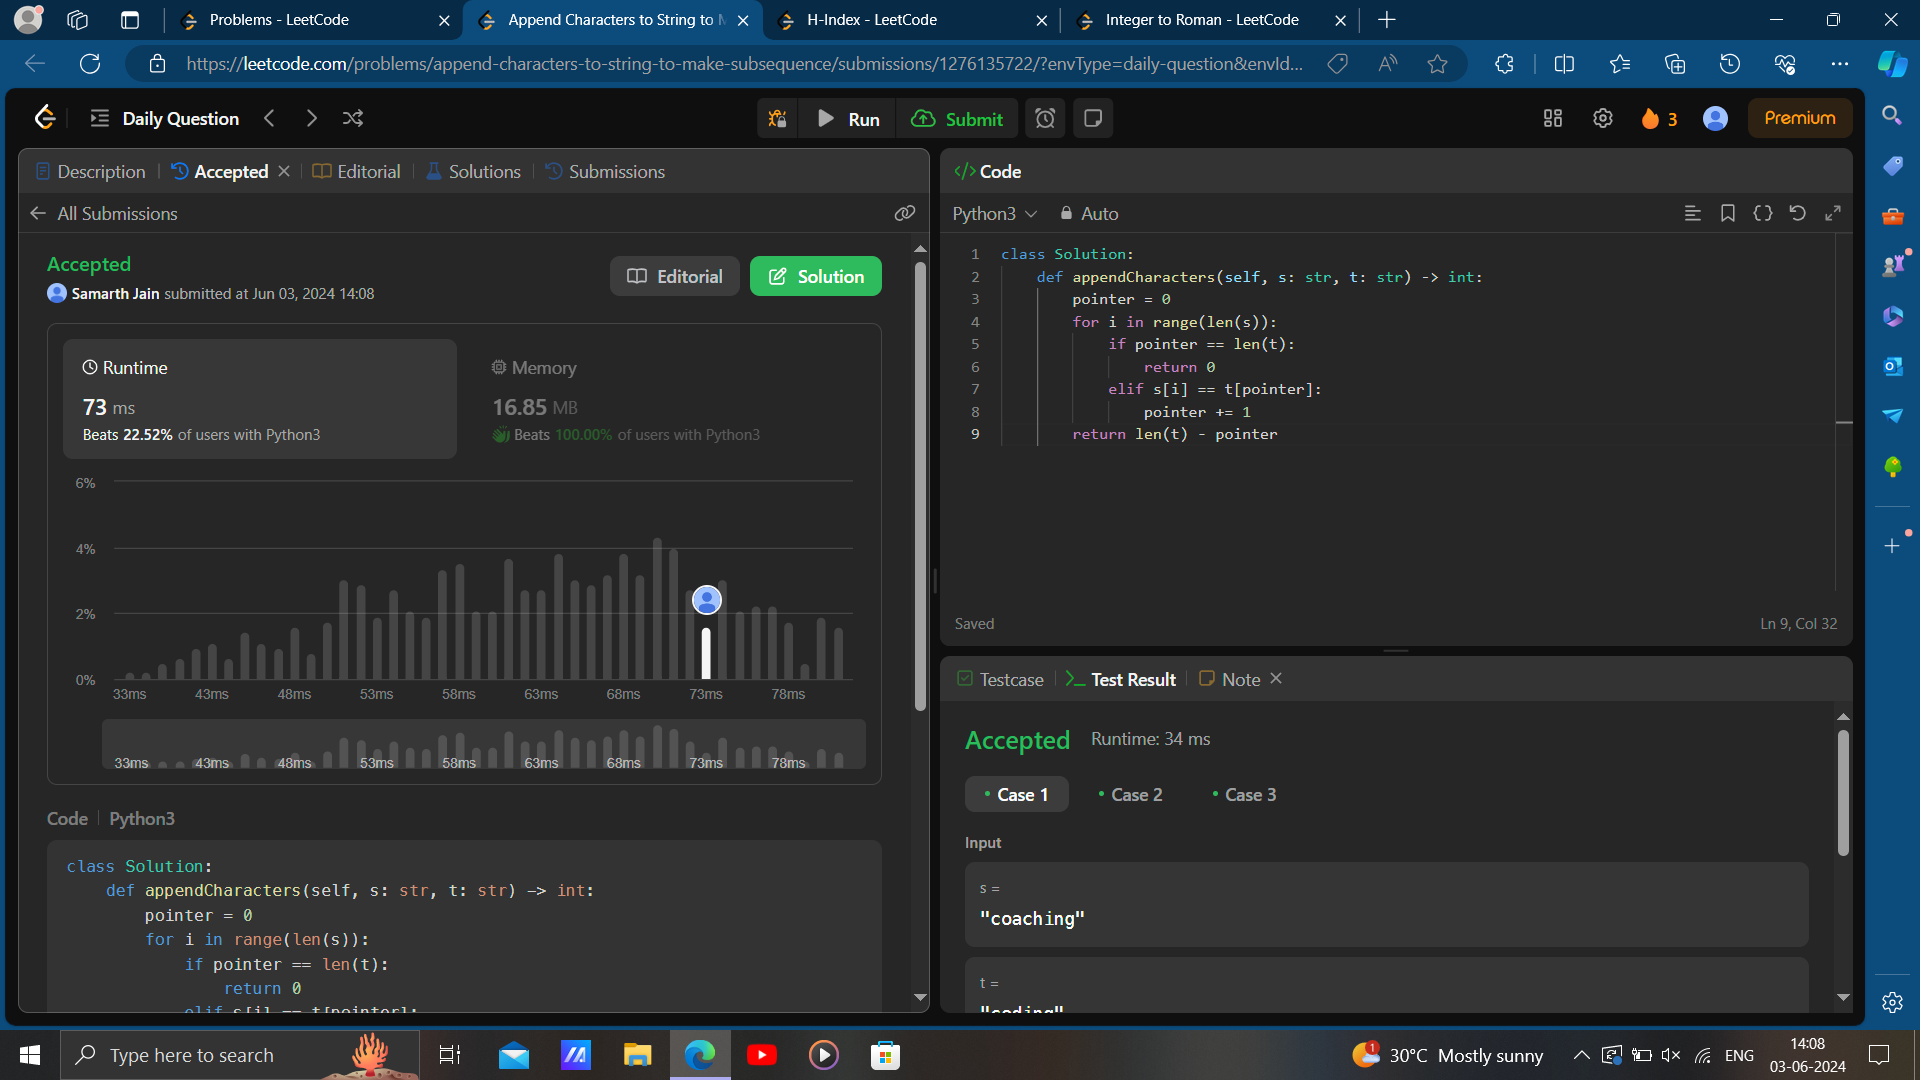 Problems - LeetCode
Append Characters to String to M
H-Index - LeetCode
Integer to Roman - LeetCode
https://leetcode.com/problems/append-characters-to-string-to-make-subsequence/submissions/1276135722/?envType=daily-question&envId...
Daily Question
Run
Submit
3
Premium
Description
Accepted
Editorial
Solutions
Submissions
All Submissions
Accepted
Samarth Jain submitted at Jun 03, 2024 14:08
Editorial
Solution
Runtime
73 ms
Beats 22.52% of users with Python3
Memory
16.85 MB
Beats 100.00% of users with Python3
6%
4%
2%
0%
33ms 43ms 48ms 53ms 58ms 63ms 68ms 73ms 78ms
33ms 43ms 48ms 53ms 58ms 63ms 68ms 73ms 78ms
Code | Python3
class Solution:
def appendCharacters(self, s: str, t: str) -> int:
pointer = 0
for i in range(len(s)):
if pointer == len(t):
return 0
elif s[i] == t[pointer]:
</> Code
Python3
Auto
1 class Solution:
2 def appendCharacters(self, s: str, t: str) -> int:
3 pointer = 0
4 for i in range(len(s)):
5 if pointer == len(t):
6 return 0
7 elif s[i] == t[pointer]:
8 pointer += 1
9 return len(t) - pointer
Saved
Ln 9, Col 32
Testcase
Test Result
Note
Accepted Runtime: 34 ms
Case 1
Case 2
Case 3
Input
s =
"coaching"
t =
"coding"
Type here to search
1
30°C Mostly sunny
ENG
14:08
03-06-2024